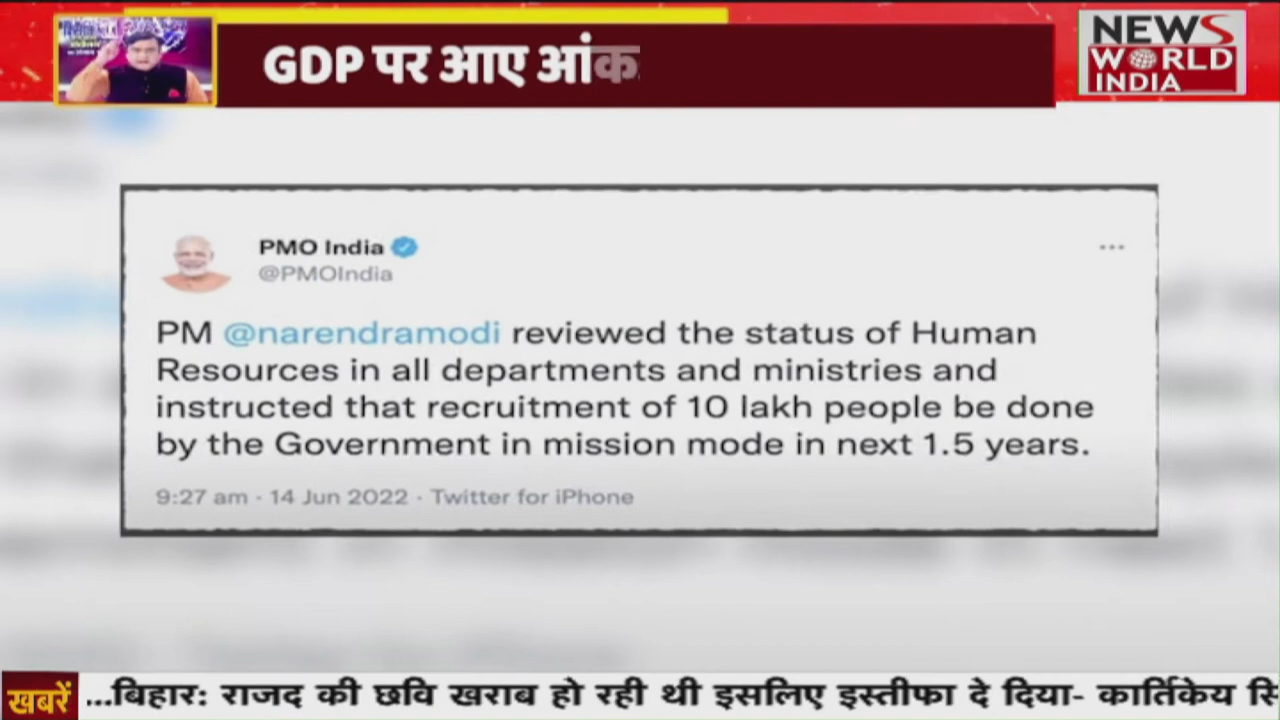 GDP पर आए आंक
NEWS
WORLD
INDIA
PMO India
@PMOIndia
PM @narendramodi reviewed the status of Human
Resources in all departments and ministries and
instructed that recruitment of 10 lakh people be done
by the Government in mission mode in next 1.5 years.
9:27 am · 14 Jun 2022 · Twitter for iPhone
खबरें
...बिहार: राजद की छवि खराब हो रही थी इसलिए इस्तीफा दे दिया- कार्तिकेय सि